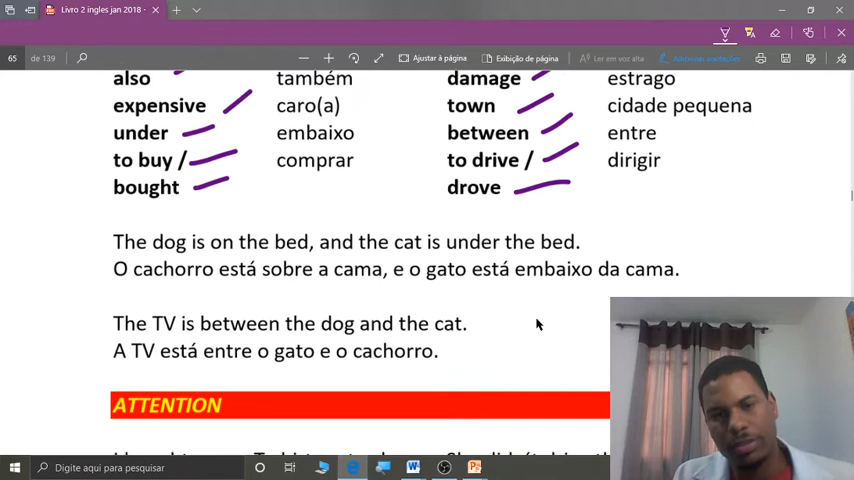 Livro 2 ingles jan 2018 -
65 de 139 Ajustar à página Exibição de página Ler em voz alta Adicionar anotações
also também damage estrago
expensive caro(a) town cidade pequena
under embaixo between entre
to buy / comprar to drive / dirigir
bought drove
The dog is on the bed, and the cat is under the bed.
O cachorro está sobre a cama, e o gato está embaixo da cama.
The TV is between the dog and the cat.
A TV está entre o gato e o cachorro.
ATTENTION
Digite aqui para pesquisar